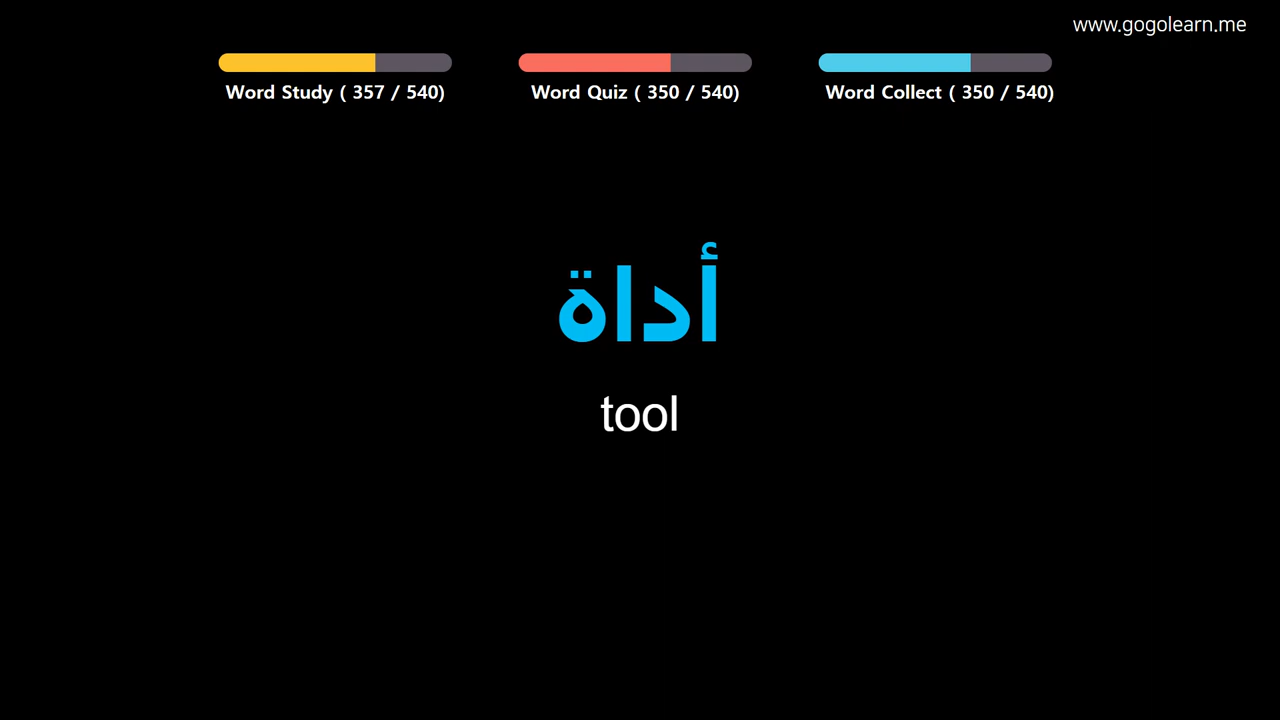 www.gogolearn.me
Word Study ( 357 / 540)
Word Quiz ( 350 / 540)
Word Collect ( 350 / 540)
أداة
tool